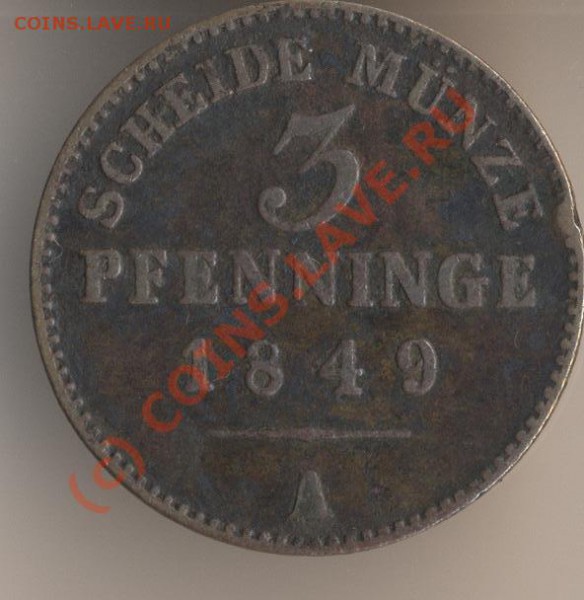 COINS.LAVE.RU
SCHEIDE MÜNZE
3
PFENNINGE
1849
A
(c) COINS.LAVE.RU